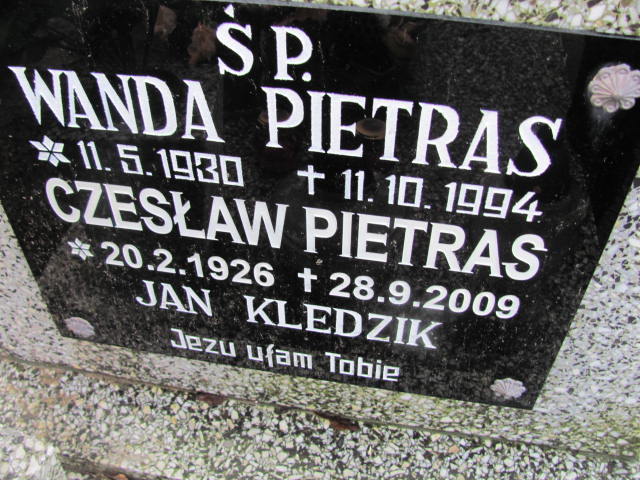 Ś P.
WANDA PIETRAS
* 11.5.1930 † 11.10.1994
CZESŁAW PIETRAS
* 20.2.1926 † 28.9.2009
JAN KLEDZIK
Jezu ufam Tobie